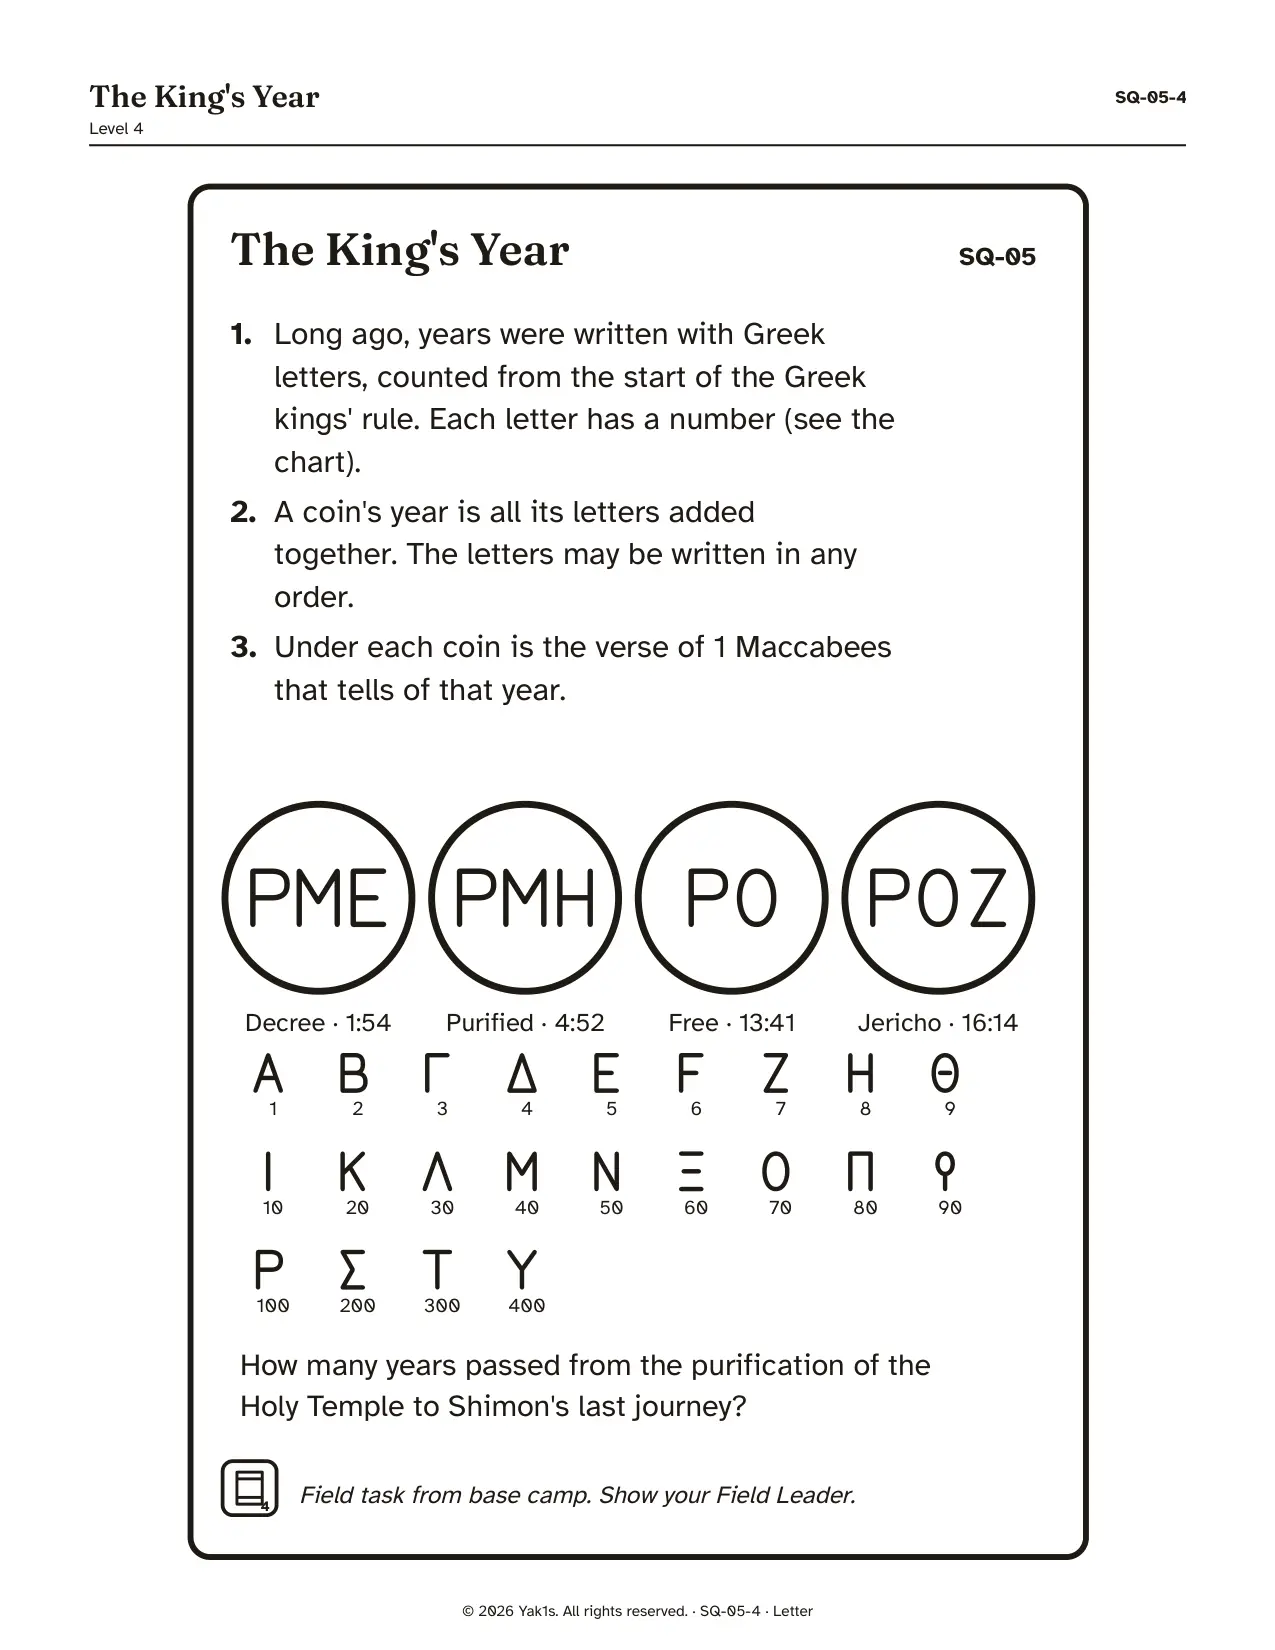 The King's Year
SQ-05-4
Level 4
The King's Year
SQ-05
1. Long ago, years were written with Greek
letters, counted from the start of the Greek
kings' rule. Each letter has a number (see the
chart).
2. A coin's year is all its letters added
together. The letters may be written in any
order.
3. Under each coin is the verse of 1 Maccabees
that tells of that year.
ΡΜΕ ΡΜΗ ΡΟ ΡΟΖ
Decree · 1:54 Purified · 4:52 Free · 13:41 Jericho · 16:14
Α Β Γ Δ Ε F Ζ Η Θ
1 2 3 4 5 6 7 8 9
Ι Κ Λ Μ Ν Ξ Ο Π Ϙ
10 20 30 40 50 60 70 80 90
Ρ Σ Τ Υ
100 200 300 400
How many years passed from the purification of the
Holy Temple to Shimon's last journey?
4
Field task from base camp. Show your Field Leader.
© 2026 Yak1s. All rights reserved. · SQ-05-4 · Letter